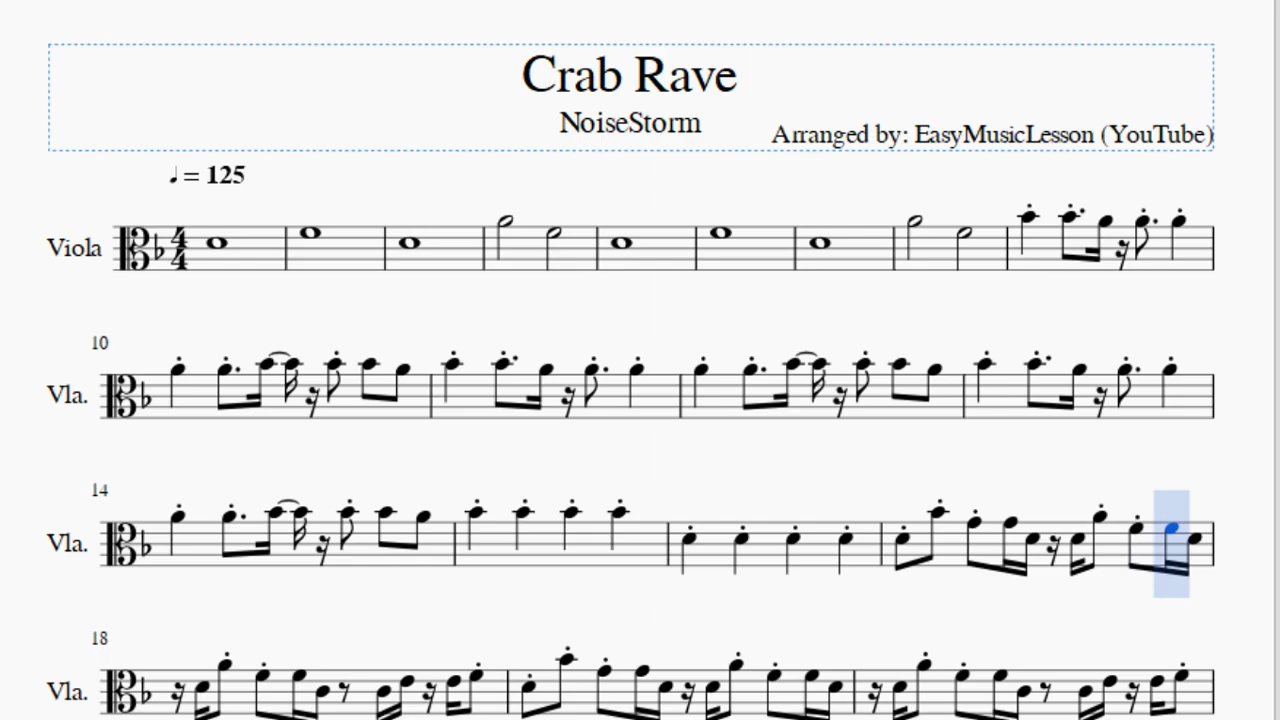 Crab Rave
NoiseStorm
Arranged by: EasyMusicLesson (YouTube)
♩ = 125
Viola
4
4
10
Vla.
14
Vla.
18
Vla.